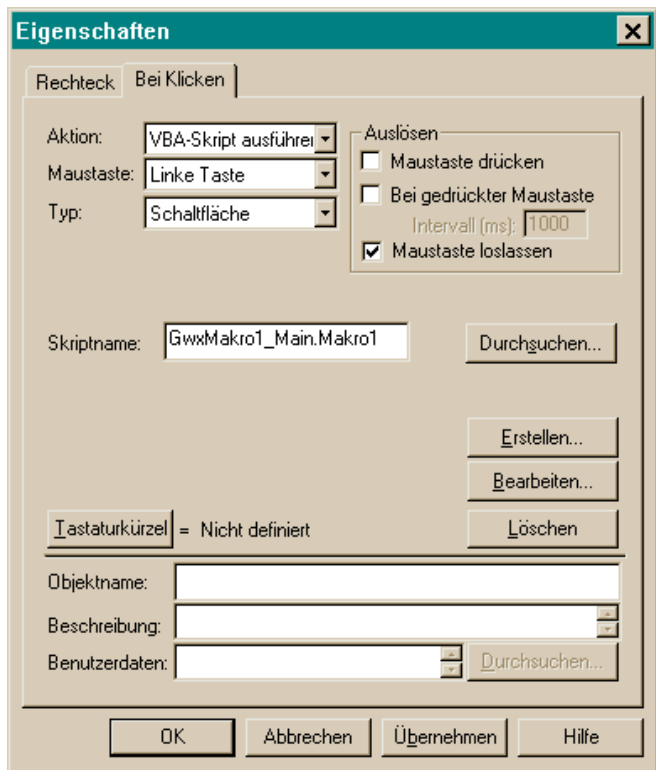 Eigenschaften
Rechteck Bei Klicken
Aktion: VBA-Skript ausführen
Maustaste: Linke Taste
Typ: Schaltfläche
Auslösen
Maustaste drücken
Bei gedrückter Maustaste
Intervall (ms): 1000
Maustaste loslassen
Skriptname: GwxMakro1_Main.Makro1 Durchsuchen...
Erstellen...
Bearbeiten...
Tastaturkürzel = Nicht definiert Löschen
Objektname:
Beschreibung:
Benutzerdaten: Durchsuchen...
OK Abbrechen Übernehmen Hilfe